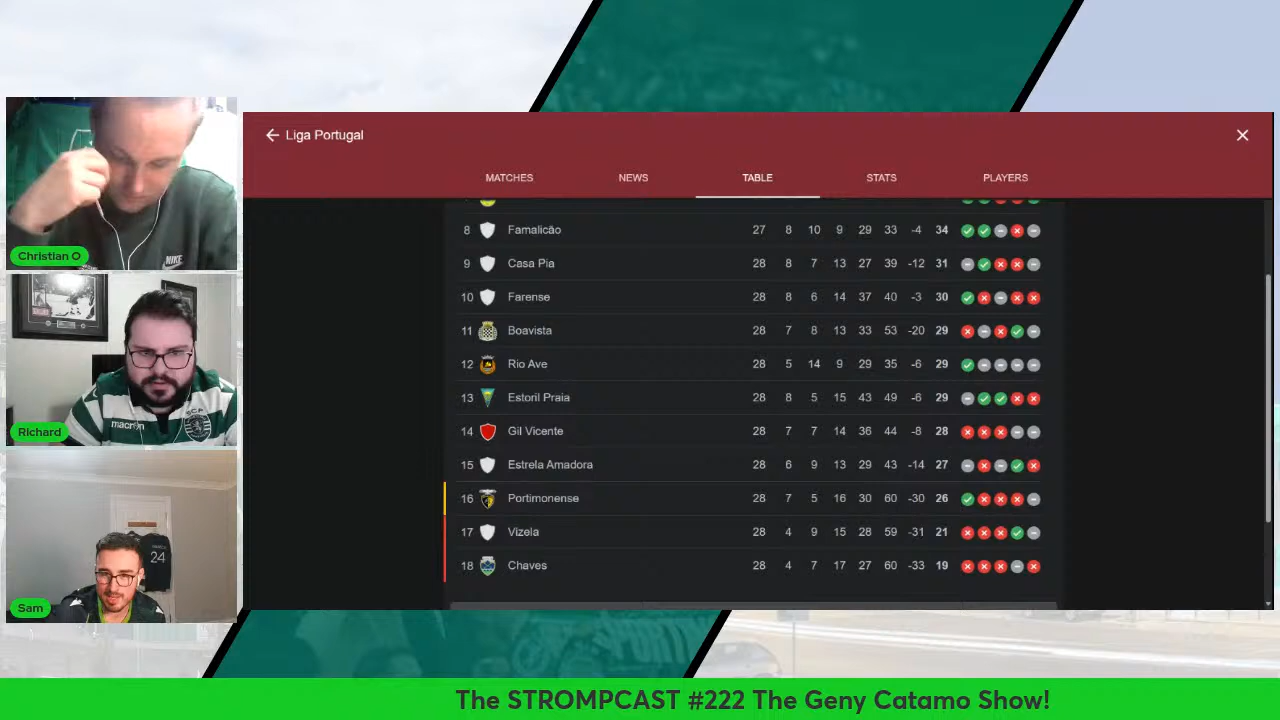 ← Liga Portugal ✕
MATCHES NEWS TABLE STATS PLAYERS
8 Famalicão 27 8 10 9 29 33 -4 34
9 Casa Pia 28 8 7 13 27 39 -12 31
10 Farense 28 8 6 14 37 40 -3 30
11 Boavista 28 7 8 13 33 53 -20 29
12 Rio Ave 28 5 14 9 29 35 -6 29
13 Estoril Praia 28 8 5 15 43 49 -6 29
14 Gil Vicente 28 7 7 14 36 44 -8 28
15 Estrela Amadora 28 6 9 13 29 43 -14 27
16 Portimonense 28 7 5 16 30 60 -30 26
17 Vizela 28 4 9 15 28 59 -31 21
18 Chaves 28 4 7 17 27 60 -33 19
Christian O
NIKE
Richard
macron
S.C.P
Sam
24
The STROMPCAST #222 The Geny Catamo Show!